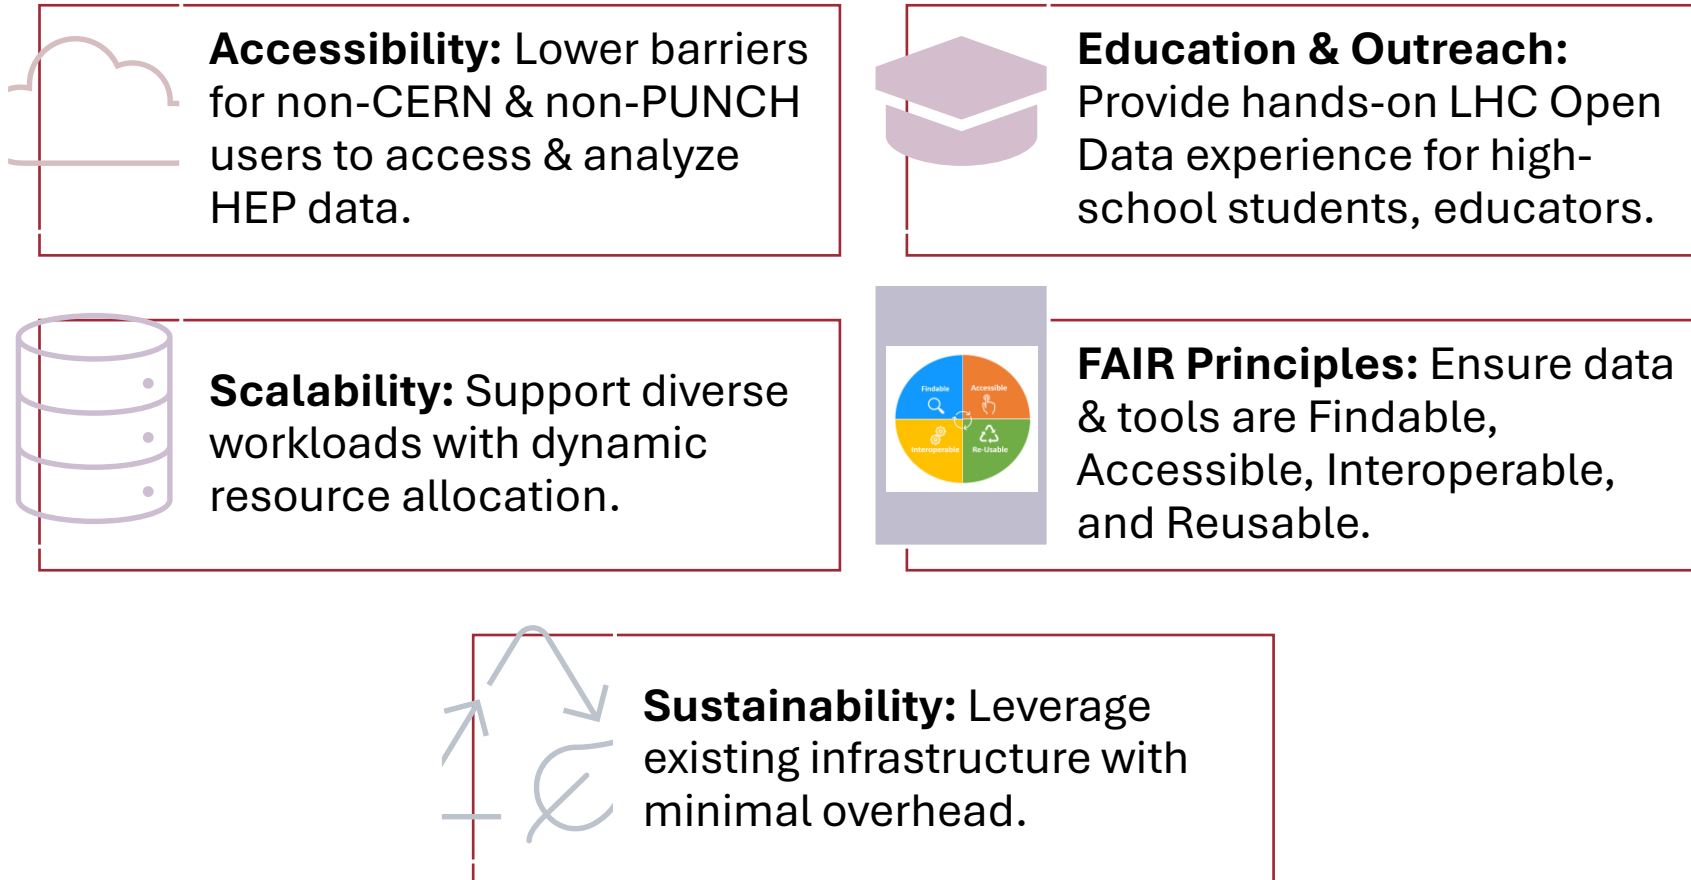 Accessibility: Lower barriers
for non-CERN & non-PUNCH
users to access & analyze
HEP data.
Education & Outreach:
Provide hands-on LHC Open
Data experience for high-
school students, educators.
Scalability: Support diverse
workloads with dynamic
resource allocation.
Findable
Accessible
Interoperable
Re-Usable
FAIR Principles: Ensure data
& tools are Findable,
Accessible, Interoperable,
and Reusable.
Sustainability: Leverage
existing infrastructure with
minimal overhead.